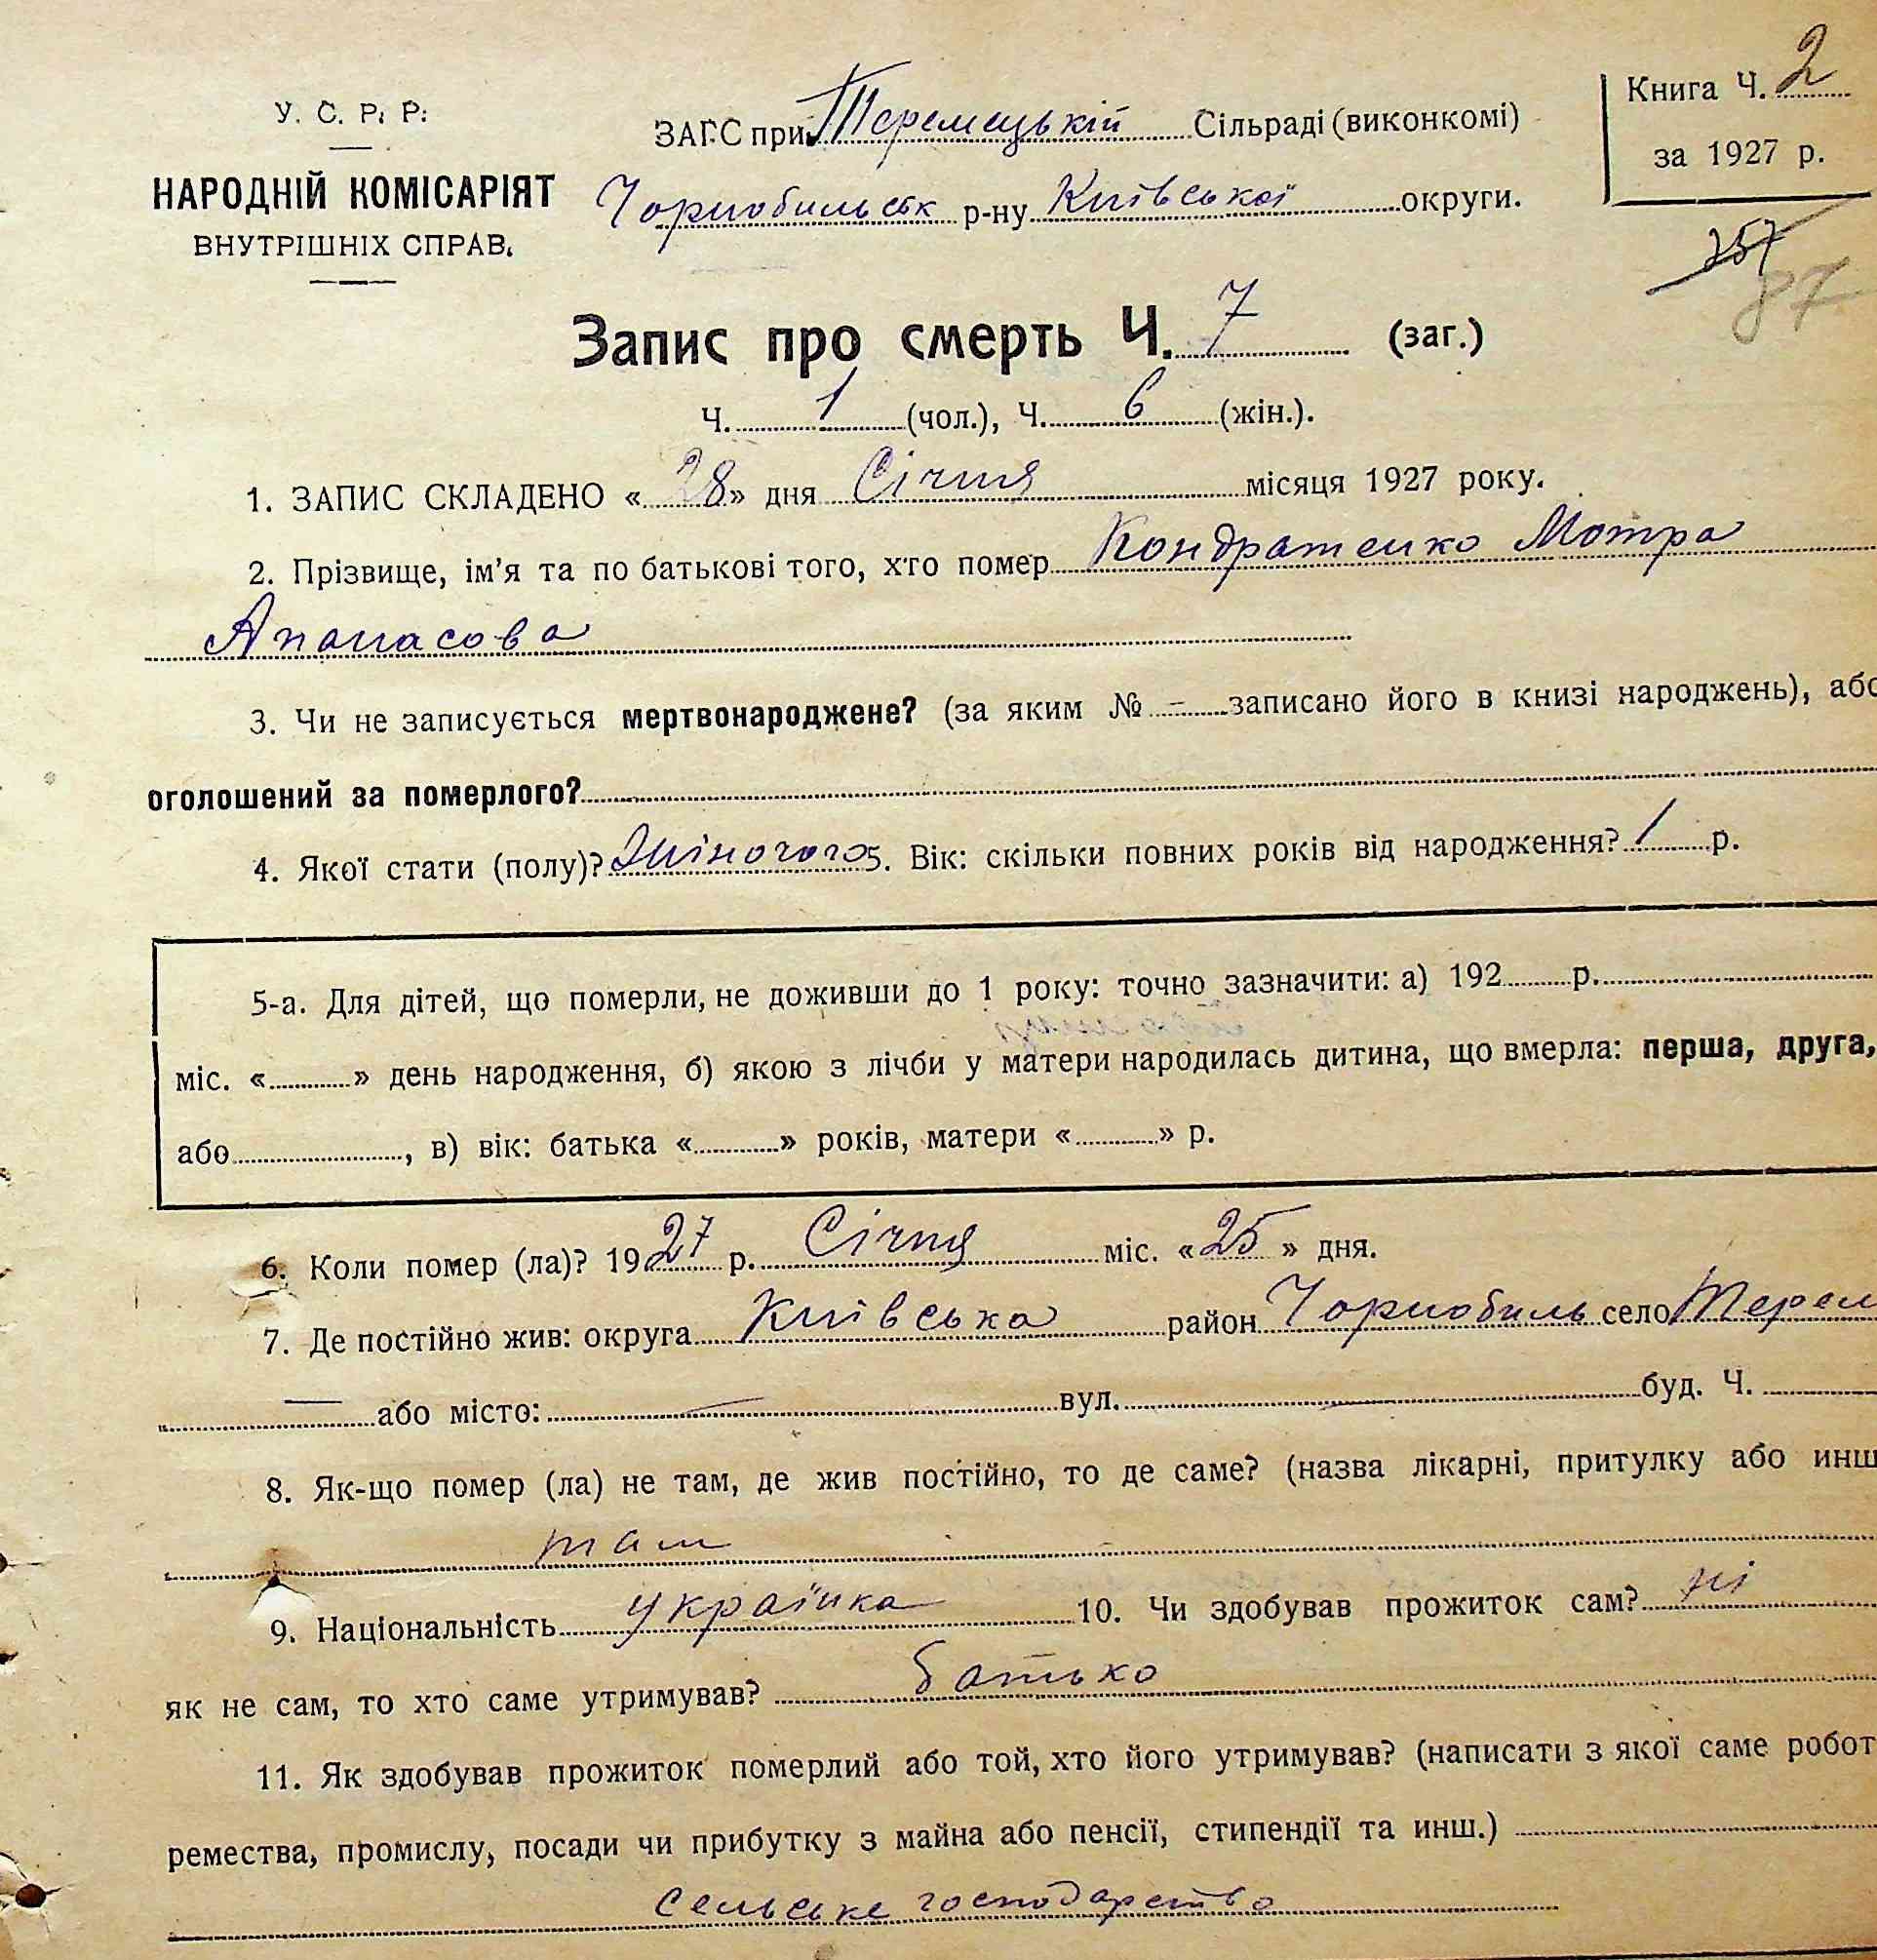 У. С. Р. Р.
НАРОДНІЙ КОМІСАРІЯТ
ВНУТРІШНІХ СПРАВ.
ЗАГС при Теремецькій Сільраді (виконкомі)
Чорнобильськ р-ну Київської округи.
Книга Ч. 2
за 1927 р.
257
87
Запис про смерть Ч. 7 (заг.)
Ч. 1 (чол.), Ч. 6 (жін.).
1. ЗАПИС СКЛАДЕНО «28» дня Січня місяця 1927 року.
2. Прізвище, ім'я та по батькові того, хто помер Кондратенко Мотра
Апанасова
3. Чи не записується мертвонароджене? (за яким № - записано його в книзі народжень), або
оголошений за померлого?
4. Якої стати (полу)? Жіночого 5. Вік: скільки повних років від народження? 1 р.
5-а. Для дітей, що померли, не доживши до 1 року: точно зазначити: а) 192 р.
міс. « » день народження, б) якою з лічби у матери народилась дитина, що вмерла: перша, друга,
або , в) вік: батька « » років, матери « » р.
6. Коли помер (ла)? 1927 р. Січня міс. «25» дня.
7. Де постійно жив: округа Київська район Чорнобиль село Терем
— або місто: — вул. — буд. Ч.
8. Як-що помер (ла) не там, де жив постійно, то де саме? (назва лікарні, притулку або инш
там
9. Національність українка 10. Чи здобував прожиток сам? ні
як не сам, то хто саме утримував? батько
11. Як здобував прожиток померлий або той, хто його утримував? (написати з якої саме робот
ремества, промислу, посади чи прибутку з майна або пенсії, стипендії та инш.)
сельське господарство